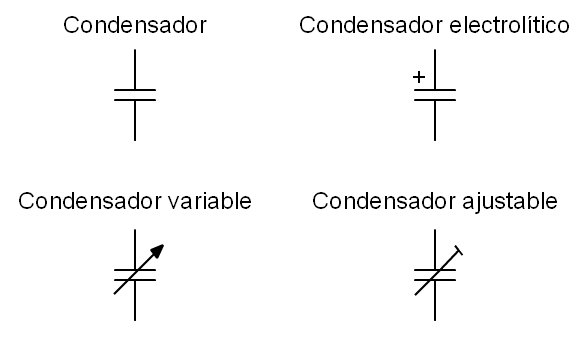 Condensador
Condensador electrolítico
+
Condensador variable
Condensador ajustable